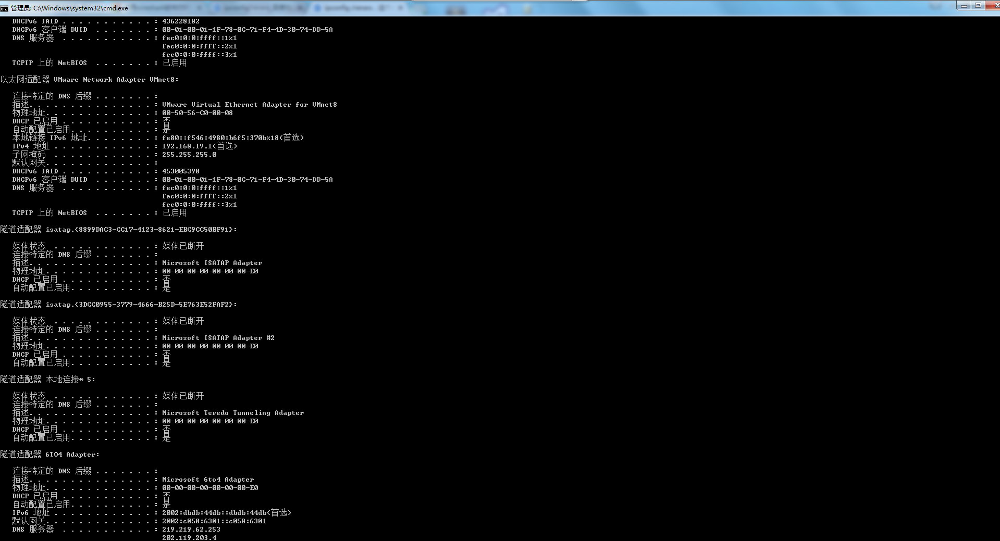 管理员: C:\Windows\system32\cmd.exe
DHCPv6 IAID . . . . . . . . . . . : 436228182
DHCPv6 客户端 DUID  . . . . . . . : 00-01-00-01-1F-78-0C-71-F4-4D-30-74-DD-5A
DNS 服务器  . . . . . . . . . . . : fec0:0:0:ffff::1%1
fec0:0:0:ffff::2%1
fec0:0:0:ffff::3%1
TCPIP 上的 NetBIOS  . . . . . . . : 已启用
以太网适配器 VMware Network Adapter VMnet8:
连接特定的 DNS 后缀 . . . . . . . :
描述. . . . . . . . . . . . . . . : VMware Virtual Ethernet Adapter for VMnet8
物理地址. . . . . . . . . . . . . : 00-50-56-C0-00-08
DHCP 已启用 . . . . . . . . . . . : 否
自动配置已启用. . . . . . . . . . : 是
本地链接 IPv6 地址. . . . . . . . : fe80::f546:4980:b6f5:370b%18(首选)
IPv4 地址 . . . . . . . . . . . . : 192.168.19.1(首选)
子网掩码  . . . . . . . . . . . . : 255.255.255.0
默认网关. . . . . . . . . . . . . :
DHCPv6 IAID . . . . . . . . . . . : 453005398
DHCPv6 客户端 DUID  . . . . . . . : 00-01-00-01-1F-78-0C-71-F4-4D-30-74-DD-5A
DNS 服务器  . . . . . . . . . . . : fec0:0:0:ffff::1%1
fec0:0:0:ffff::2%1
fec0:0:0:ffff::3%1
TCPIP 上的 NetBIOS  . . . . . . . : 已启用
隧道适配器 isatap.{8899DAC3-CC17-4123-8621-EBC9CC50BF91}:
媒体状态  . . . . . . . . . . . . : 媒体已断开
连接特定的 DNS 后缀 . . . . . . . :
描述. . . . . . . . . . . . . . . : Microsoft ISATAP Adapter
物理地址. . . . . . . . . . . . . : 00-00-00-00-00-00-00-E0
DHCP 已启用 . . . . . . . . . . . : 否
自动配置已启用. . . . . . . . . . : 是
隧道适配器 isatap.{3DCC0955-3779-4666-B25D-5E763E52FAF2}:
媒体状态  . . . . . . . . . . . . : 媒体已断开
连接特定的 DNS 后缀 . . . . . . . :
描述. . . . . . . . . . . . . . . : Microsoft ISATAP Adapter #2
物理地址. . . . . . . . . . . . . : 00-00-00-00-00-00-00-E0
DHCP 已启用 . . . . . . . . . . . : 否
自动配置已启用. . . . . . . . . . : 是
隧道适配器 本地连接* 5:
媒体状态  . . . . . . . . . . . . : 媒体已断开
连接特定的 DNS 后缀 . . . . . . . :
描述. . . . . . . . . . . . . . . : Microsoft Teredo Tunneling Adapter
物理地址. . . . . . . . . . . . . : 00-00-00-00-00-00-00-E0
DHCP 已启用 . . . . . . . . . . . : 否
自动配置已启用. . . . . . . . . . : 是
隧道适配器 6TO4 Adapter:
连接特定的 DNS 后缀 . . . . . . . :
描述. . . . . . . . . . . . . . . : Microsoft 6to4 Adapter
物理地址. . . . . . . . . . . . . : 00-00-00-00-00-00-00-E0
DHCP 已启用 . . . . . . . . . . . : 否
自动配置已启用. . . . . . . . . . : 是
IPv6 地址 . . . . . . . . . . . . : 2002:dbdb:44db::dbdb:44db(首选)
默认网关. . . . . . . . . . . . . : 2002:c058:6301::c058:6301
DNS 服务器  . . . . . . . . . . . : 219.219.62.253
202.119.203.4